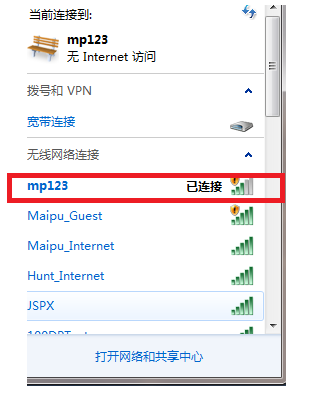 当前连接到:
mp123
无 Internet 访问
拨号和 VPN
宽带连接
无线网络连接
mp123 已连接
Maipu_Guest
Maipu_Internet
Hunt_Internet
JSPX
打开网络和共享中心